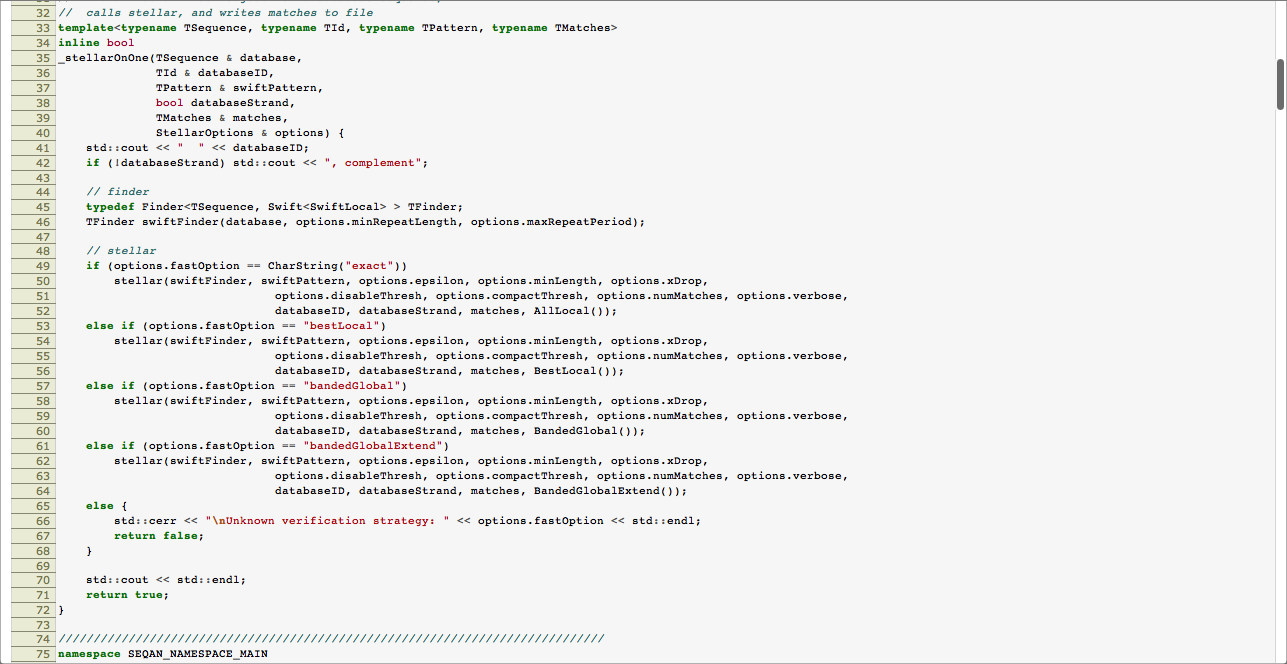 32 //  calls stellar, and writes matches to file
33 template<typename TSequence, typename TId, typename TPattern, typename TMatches>
34 inline bool
35 _stellarOnOne(TSequence & database,
36               TId & databaseID,
37               TPattern & swiftPattern,
38               bool databaseStrand,
39               TMatches & matches,
40               StellarOptions & options) {
41     std::cout << "  " << databaseID;
42     if (!databaseStrand) std::cout << ", complement";
43
44     // finder
45     typedef Finder<TSequence, Swift<SwiftLocal> > TFinder;
46     TFinder swiftFinder(database, options.minRepeatLength, options.maxRepeatPeriod);
47
48     // stellar
49     if (options.fastOption == CharString("exact"))
50         stellar(swiftFinder, swiftPattern, options.epsilon, options.minLength, options.xDrop,
51                                options.disableThresh, options.compactThresh, options.numMatches, options.verbose,
52                                databaseID, databaseStrand, matches, AllLocal());
53     else if (options.fastOption == "bestLocal")
54         stellar(swiftFinder, swiftPattern, options.epsilon, options.minLength, options.xDrop,
55                                options.disableThresh, options.compactThresh, options.numMatches, options.verbose,
56                                databaseID, databaseStrand, matches, BestLocal());
57     else if (options.fastOption == "bandedGlobal")
58         stellar(swiftFinder, swiftPattern, options.epsilon, options.minLength, options.xDrop,
59                                options.disableThresh, options.compactThresh, options.numMatches, options.verbose,
60                                databaseID, databaseStrand, matches, BandedGlobal());
61     else if (options.fastOption == "bandedGlobalExtend")
62         stellar(swiftFinder, swiftPattern, options.epsilon, options.minLength, options.xDrop,
63                                options.disableThresh, options.compactThresh, options.numMatches, options.verbose,
64                                databaseID, databaseStrand, matches, BandedGlobalExtend());
65     else {
66         std::cerr << "\nUnknown verification strategy: " << options.fastOption << std::endl;
67         return false;
68     }
69
70     std::cout << std::endl;
71     return true;
72 }
73
74 //////////////////////////////////////////////////////////////////////////////
75 namespace SEQAN_NAMESPACE_MAIN